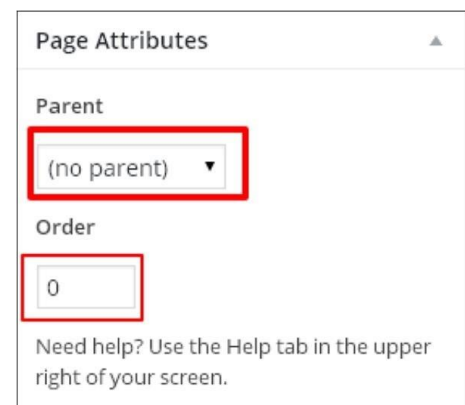 Page Attributes
Parent
(no parent)
Order
0
Need help? Use the Help tab in the upper
right of your screen.